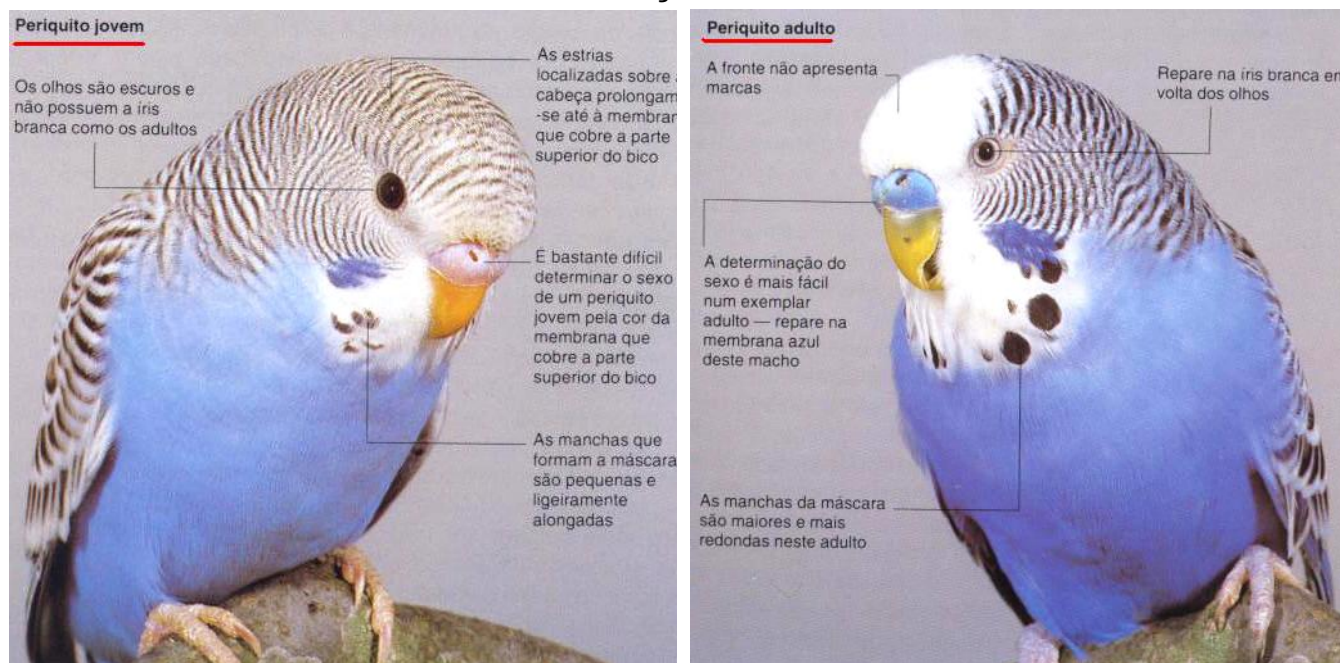 Periquito jovem
Os olhos são escuros e
não possuem a íris
branca como os adultos
As estrias
localizadas sobre
cabeça prolongam
-se até à
que cobre a parte
superior do bico
É bastante difícil
determinar o sexo
de um periquito
jovem pela cor da
membrana que
cobre a parte
superior do bico
As manchas que
formam a máscara
são pequenas e
ligeiramente
alongadas
Periquito adulto
A fronte não apresenta
marcas
Repare na íris branca
volta dos olhos
A determinação do
sexo é mais fácil
num exemplar
adulto — repare na
membrana azul
deste macho
As manchas da máscara
são maiores e mais
redondas neste adulto